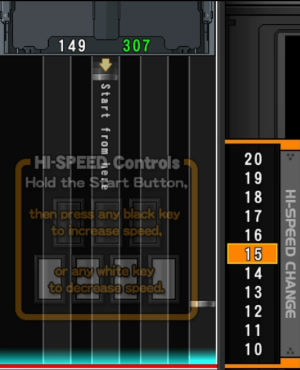 149 307
Start from here
HI-SPEED Controls
Hold the Start Button,
then press any black key
to increase speed,
or any white key
to decrease speed.
20
19
18
17
16
15
14
13
12
11
10
HI-SPEED CHANGE